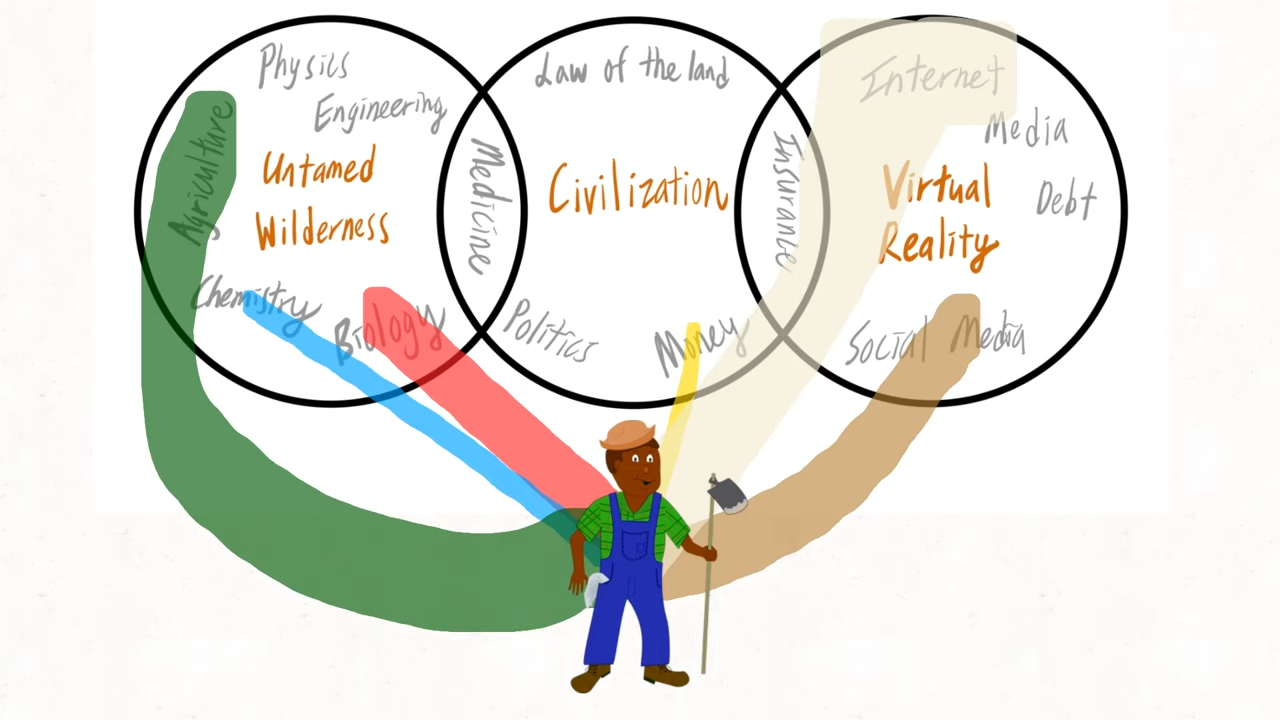 Physics
Engineering
Agriculture
Untamed
Wilderness
Chemistry
Biology
Medicine
Law of the land
Civilization
Politics
Money
Insurance
Internet
Media
Virtual
Reality
Debt
Social Media